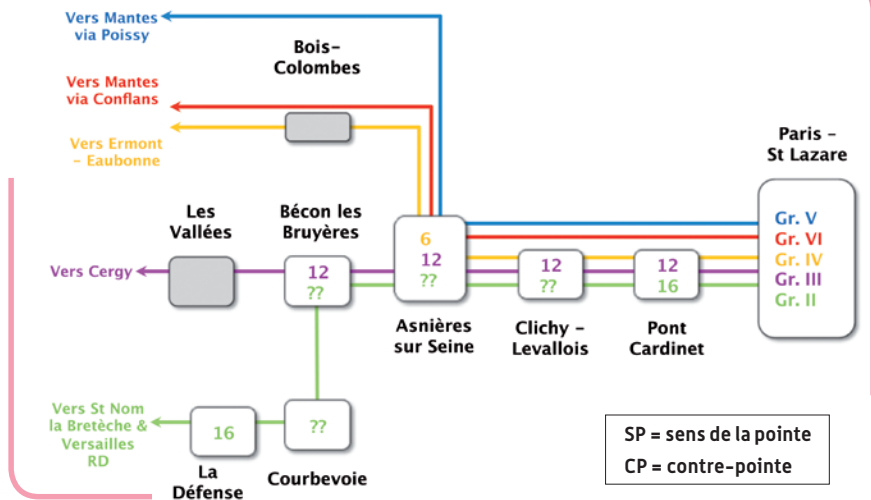 Vers Mantes
via Poissy
Bois-
Colombes
Vers Mantes
via Conflans
Vers Ermont
- Eaubonne
Paris -
St Lazare
Les
Vallées
Bécon les
Bruyères
Gr. V
Gr. VI
Gr. IV
Gr. III
Gr. II
6
12
??
Vers Cergy
12
??
12
??
12
16
Asnières
sur Seine
Clichy -
Levallois
Pont
Cardinet
Vers St Nom
la Bretèche &
Versailles
RD
16
??
La
Défense
Courbevoie
SP = sens de la pointe
CP = contre-pointe